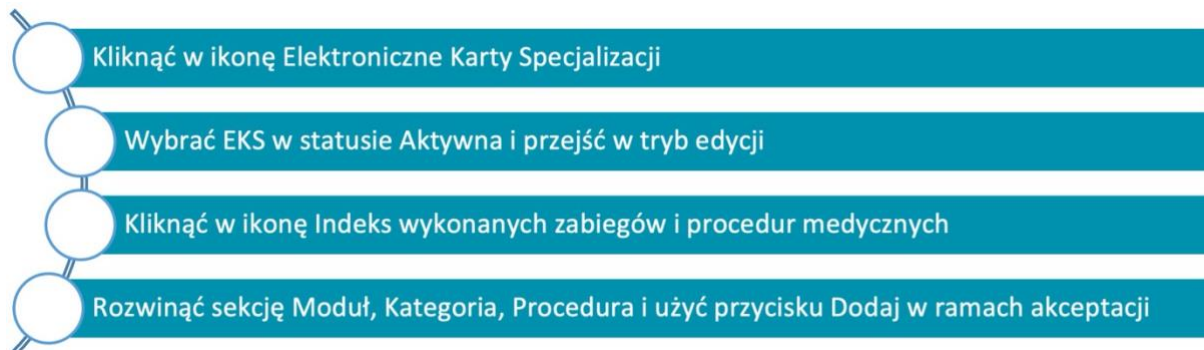 Kliknąć w ikonę Elektroniczne Karty Specjalizacji
Wybrać EKS w statusie Aktywna i przejść w tryb edycji
Kliknąć w ikonę Indeks wykonanych zabiegów i procedur medycznych
Rozwinąć sekcję Moduł, Kategoria, Procedura i użyć przycisku Dodaj w ramach akceptacji